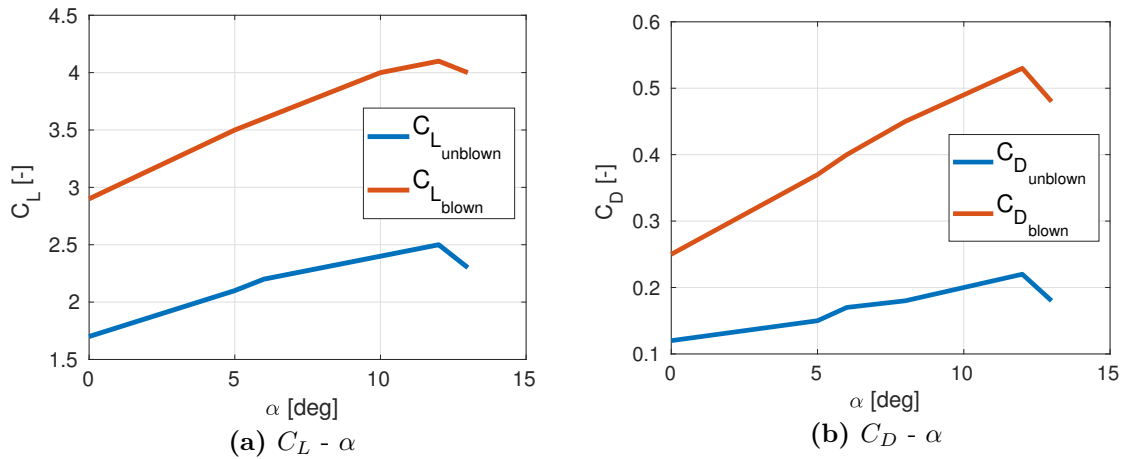 4.5
4
3.5
3
2.5
2
1.5
C_L [-]
C_L_unblown
C_L_blown
0 5 10 15
α [deg]
(a) C_L - α
0.6
0.5
0.4
0.3
0.2
0.1
C_D [-]
C_D_unblown
C_D_blown
0 5 10 15
α [deg]
(b) C_D - α